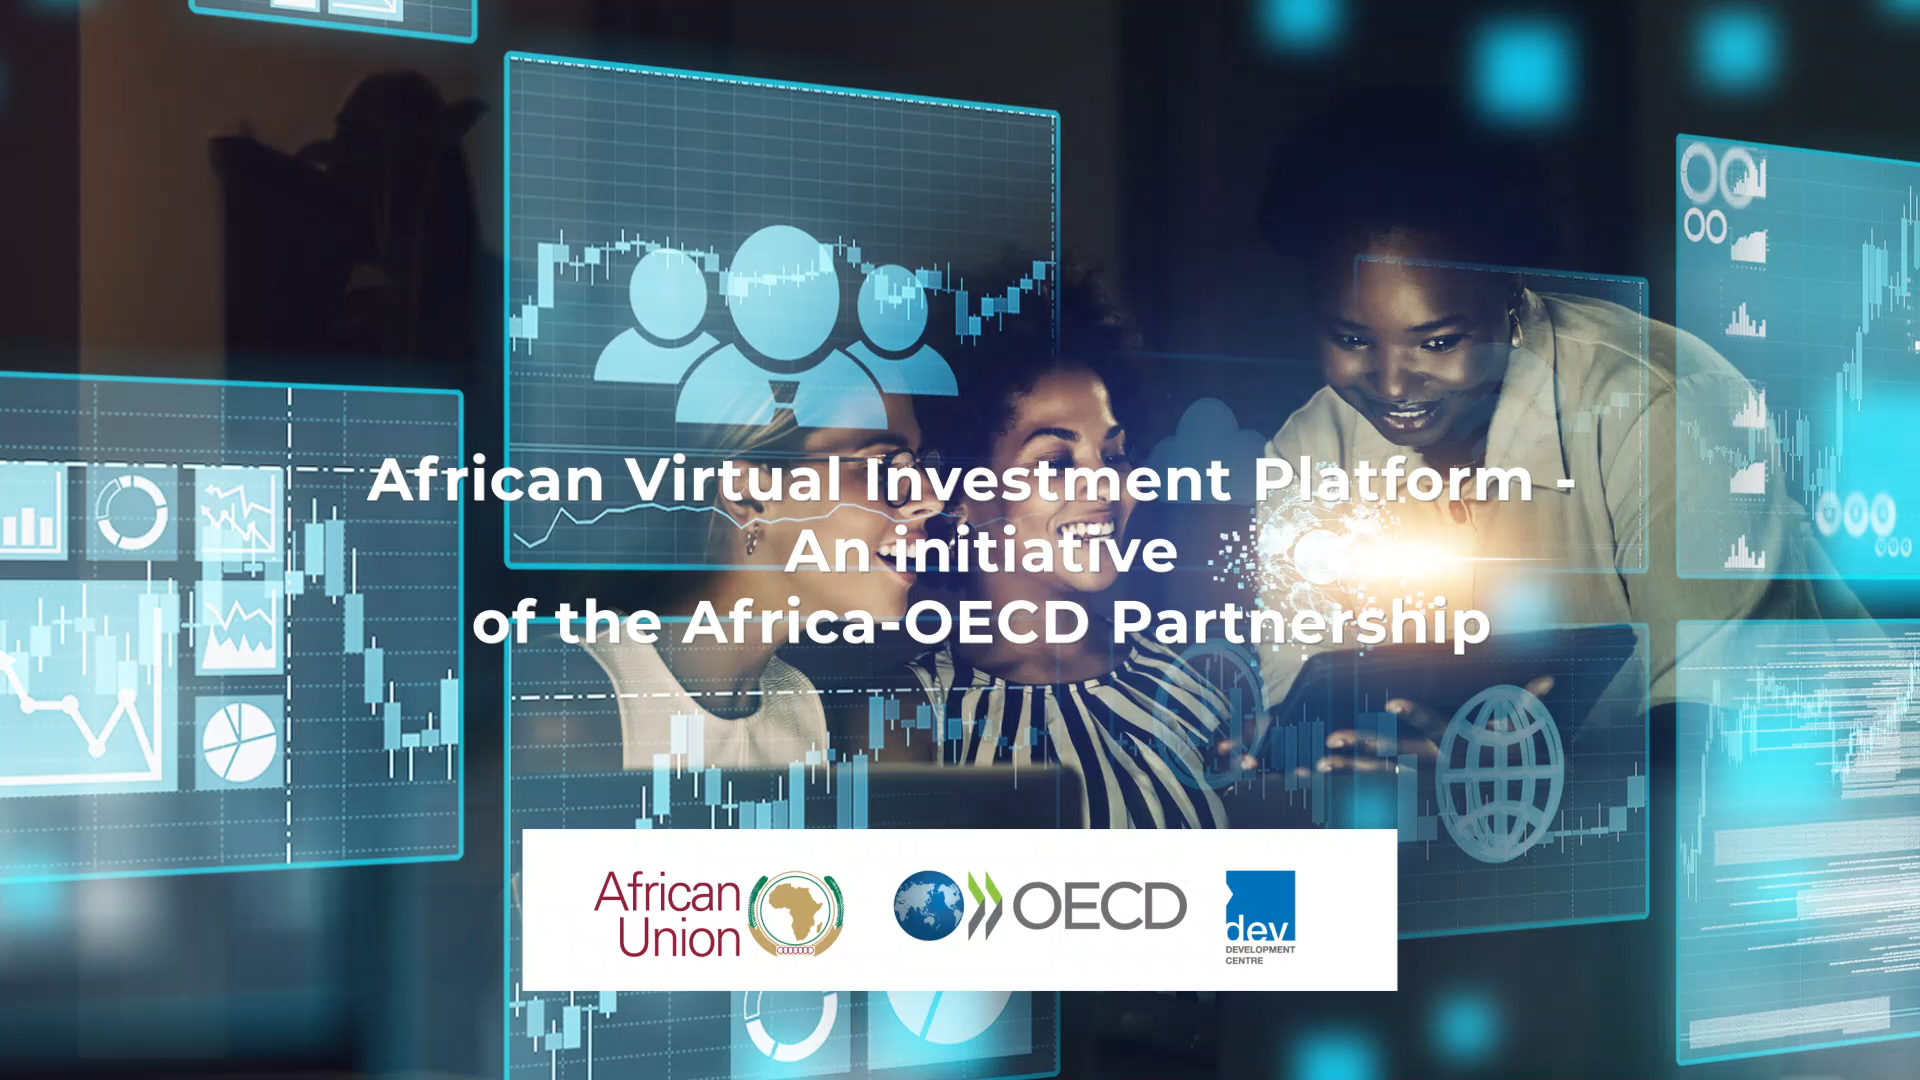 African Virtual Investment Platform -
An initiative
of the Africa-OECD Partnership
African
Union
OECD
dev
DEVELOPMENT
CENTRE